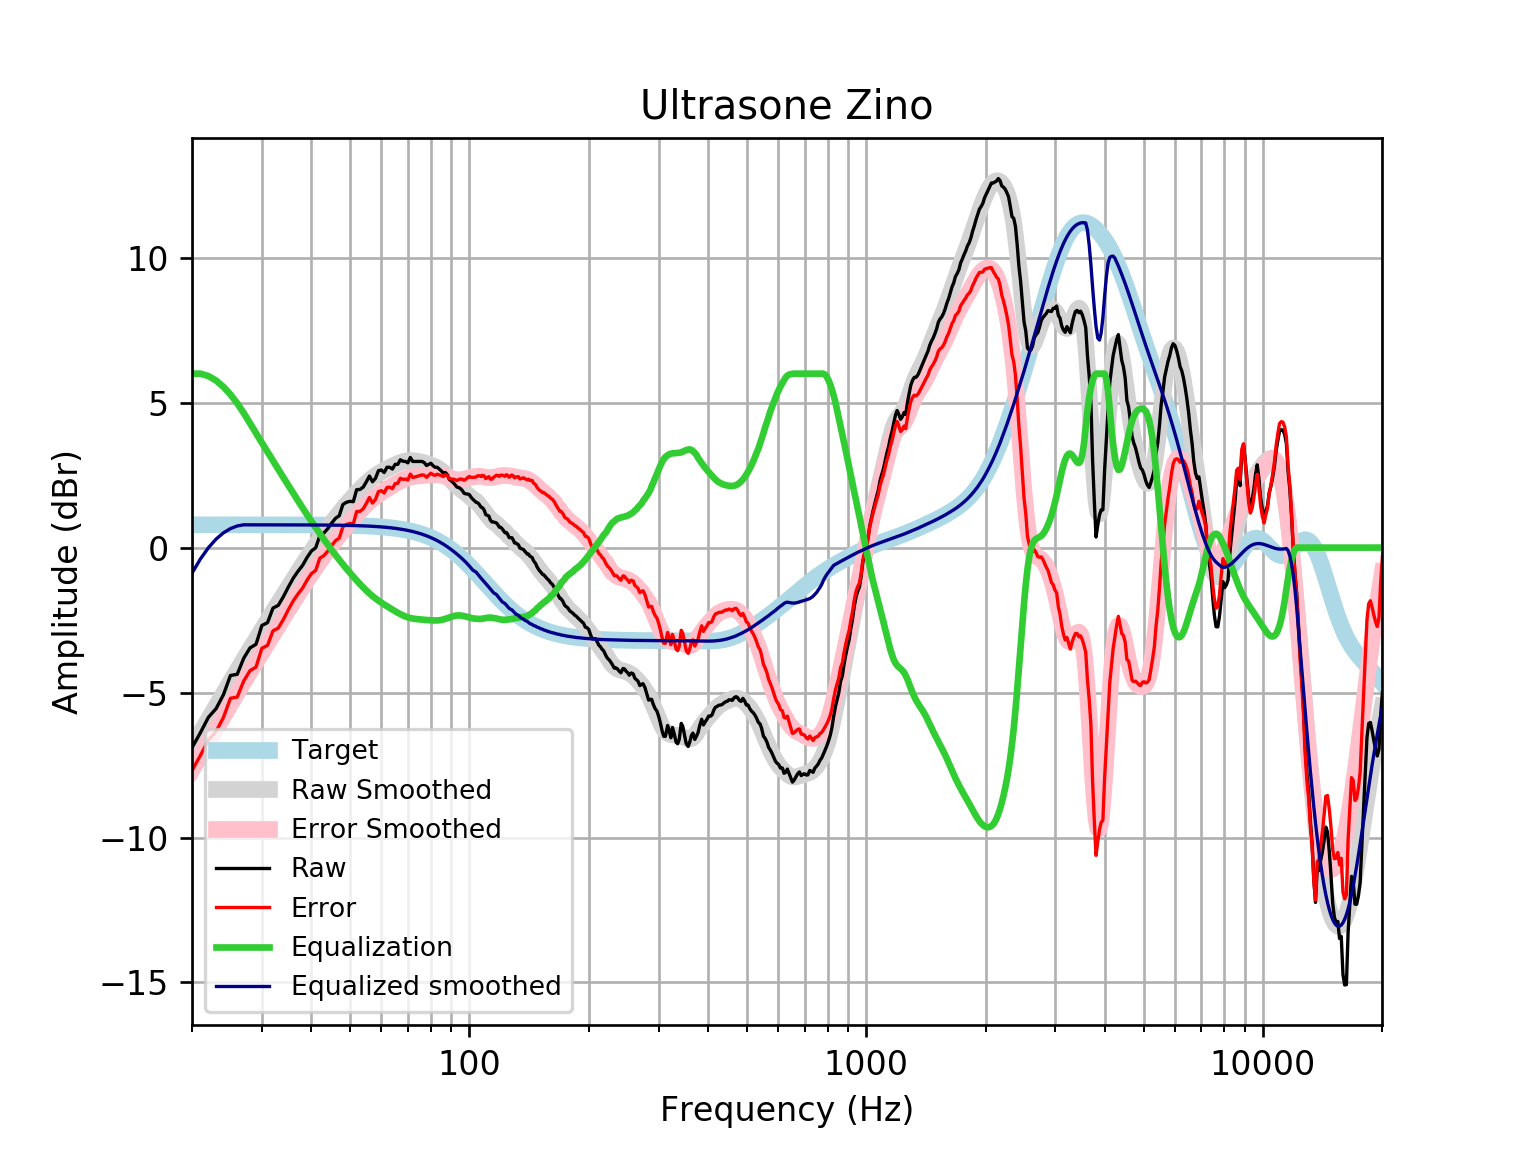 Ultrasone Zino
Amplitude (dBr)
10
5
0
−5
−10
−15
Target
Raw Smoothed
Error Smoothed
Raw
Error
Equalization
Equalized smoothed
100
1000
10000
Frequency (Hz)